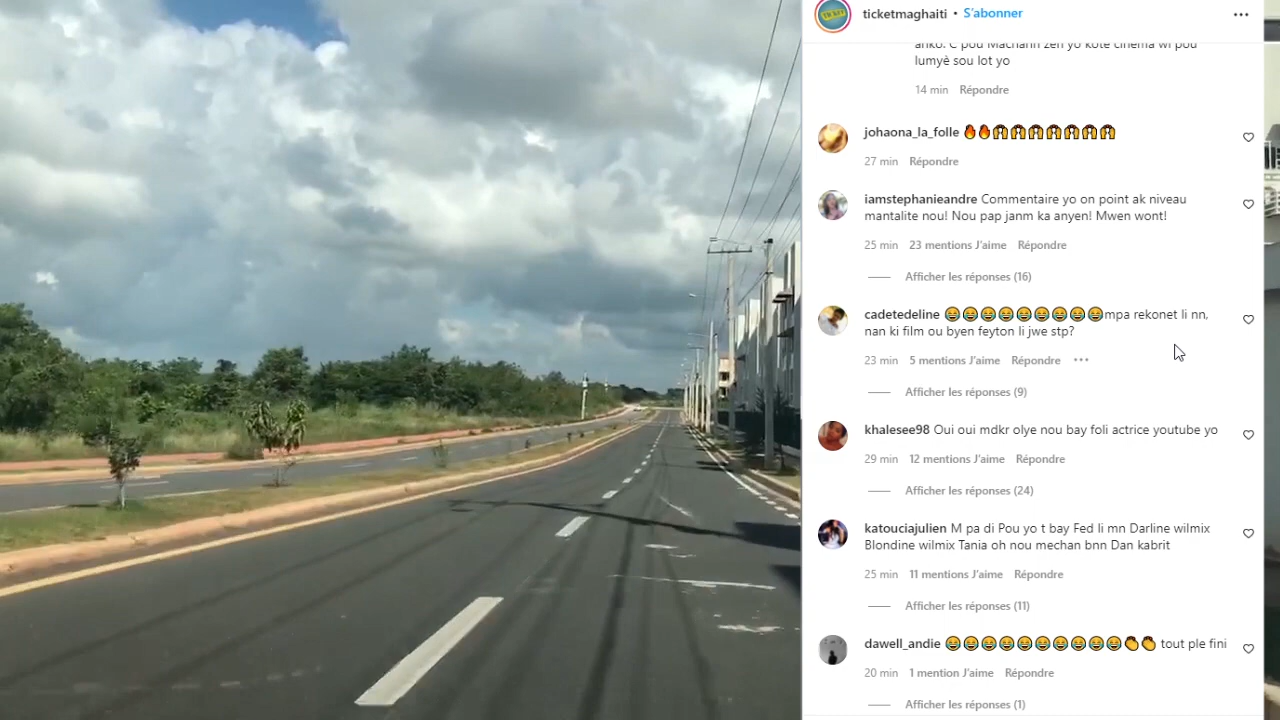 ticketmaghaiti • S'abonner
anko. C pou Machann zen yo kote cinema wi pou
lumyè sou lot yo
14 min Répondre
johaona_la_folle 🔥🔥🙌🙌🙌🙌🙌🙌🙌
27 min Répondre
iamstephanieandre Commentaire yo on point ak niveau
mantalite nou! Nou pap janm ka anyen! Mwen wont!
25 min 23 mentions J'aime Répondre
Afficher les réponses (16)
cadetedeline 😂😂😂😂😂😂😂😂😂mpa rekonet li nn,
nan ki film ou byen feyton li jwe stp?
23 min 5 mentions J'aime Répondre
Afficher les réponses (9)
khalesee98 Oui oui mdkr olye nou bay foli actrice youtube yo
29 min 12 mentions J'aime Répondre
Afficher les réponses (24)
katouciajulien M pa di Pou yo t bay Fed li mn Darline wilmix
Blondine wilmix Tania oh nou mechan bnn Dan kabrit
25 min 11 mentions J'aime Répondre
Afficher les réponses (11)
dawell_andie 😂😂😂😂😂😂😂😂😂😂👏👏 tout ple fini
20 min 1 mention J'aime Répondre
Afficher les réponses (1)